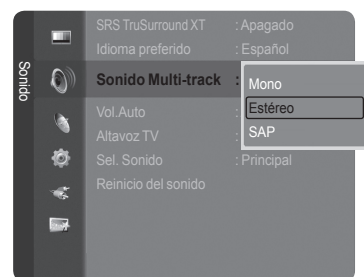 Sonido
SRS TruSurround XT : Apagado
Idioma preferido : Español
Sonido Multi-track :
Mono
Estéreo
SAP
Vol.Auto :
Altavoz TV :
Sel. Sonido : Principal
Reinicio del sonido